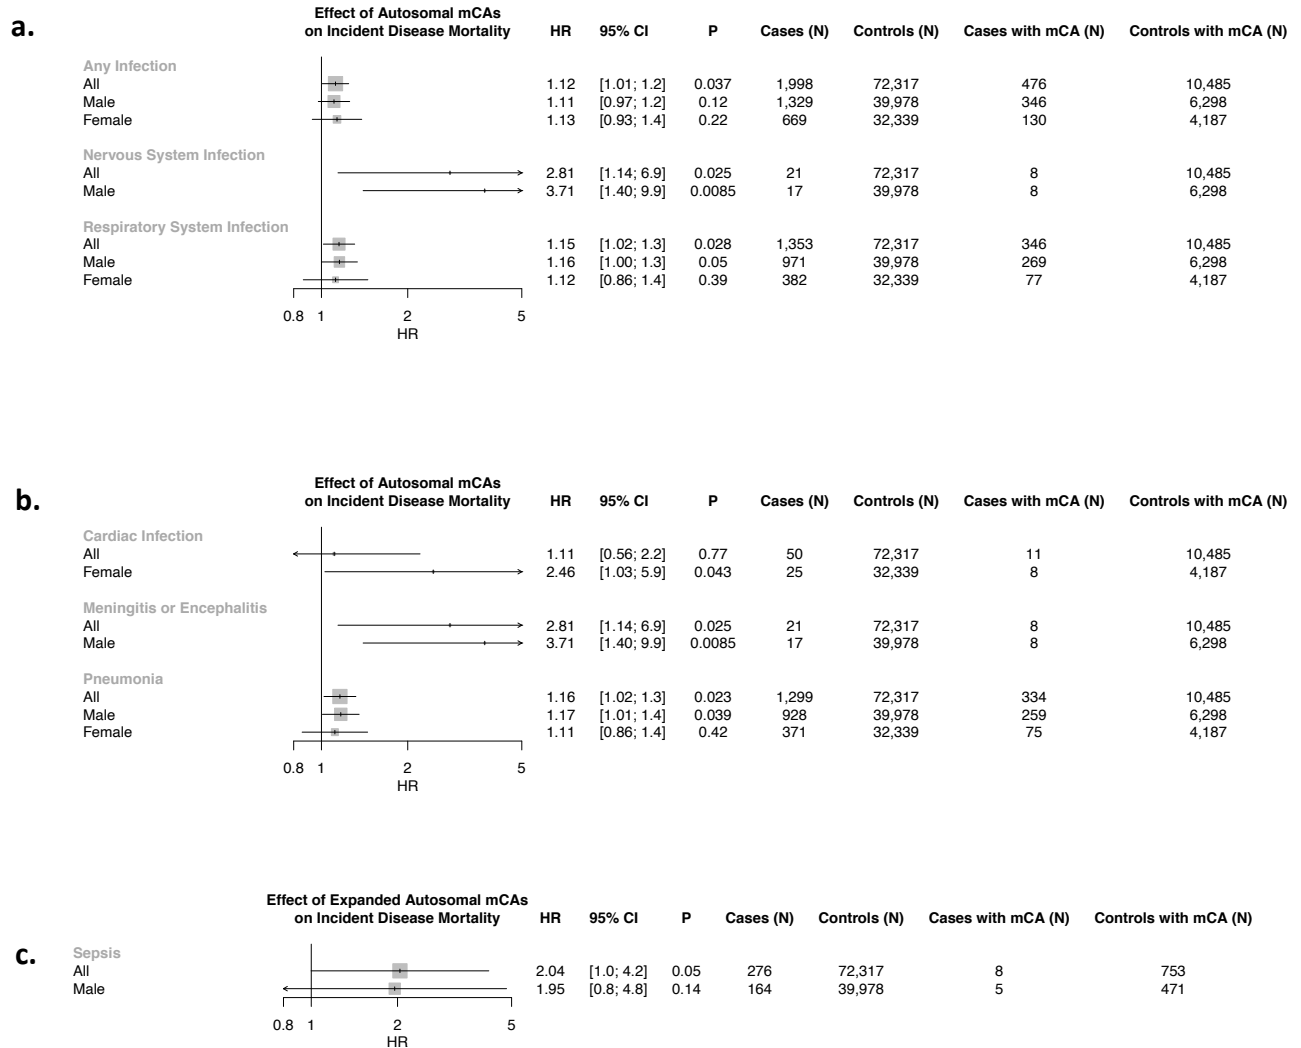 a.
Effect of Autosomal mCAs
on Incident Disease Mortality HR 95% CI P Cases (N) Controls (N) Cases with mCA (N) Controls with mCA (N)
Any Infection
All 1.12 [1.01; 1.2] 0.037 1,998 72,317 476 10,485
Male 1.11 [0.97; 1.2] 0.12 1,329 39,978 346 6,298
Female 1.13 [0.93; 1.4] 0.22 669 32,339 130 4,187
Nervous System Infection
All 2.81 [1.14; 6.9] 0.025 21 72,317 8 10,485
Male 3.71 [1.40; 9.9] 0.0085 17 39,978 8 6,298
Respiratory System Infection
All 1.15 [1.02; 1.3] 0.028 1,353 72,317 346 10,485
Male 1.16 [1.00; 1.3] 0.05 971 39,978 269 6,298
Female 1.12 [0.86; 1.4] 0.39 382 32,339 77 4,187
0.8 1 2 5
HR
b.
Effect of Autosomal mCAs
on Incident Disease Mortality HR 95% CI P Cases (N) Controls (N) Cases with mCA (N) Controls with mCA (N)
Cardiac Infection
All 1.11 [0.56; 2.2] 0.77 50 72,317 11 10,485
Female 2.46 [1.03; 5.9] 0.043 25 32,339 8 4,187
Meningitis or Encephalitis
All 2.81 [1.14; 6.9] 0.025 21 72,317 8 10,485
Male 3.71 [1.40; 9.9] 0.0085 17 39,978 8 6,298
Pneumonia
All 1.16 [1.02; 1.3] 0.023 1,299 72,317 334 10,485
Male 1.17 [1.01; 1.4] 0.039 928 39,978 259 6,298
Female 1.11 [0.86; 1.4] 0.42 371 32,339 75 4,187
0.8 1 2 5
HR
c.
Effect of Expanded Autosomal mCAs
on Incident Disease Mortality HR 95% CI P Cases (N) Controls (N) Cases with mCA (N) Controls with mCA (N)
Sepsis
All 2.04 [1.0; 4.2] 0.05 276 72,317 8 753
Male 1.95 [0.8; 4.8] 0.14 164 39,978 5 471
0.8 1 2 5
HR